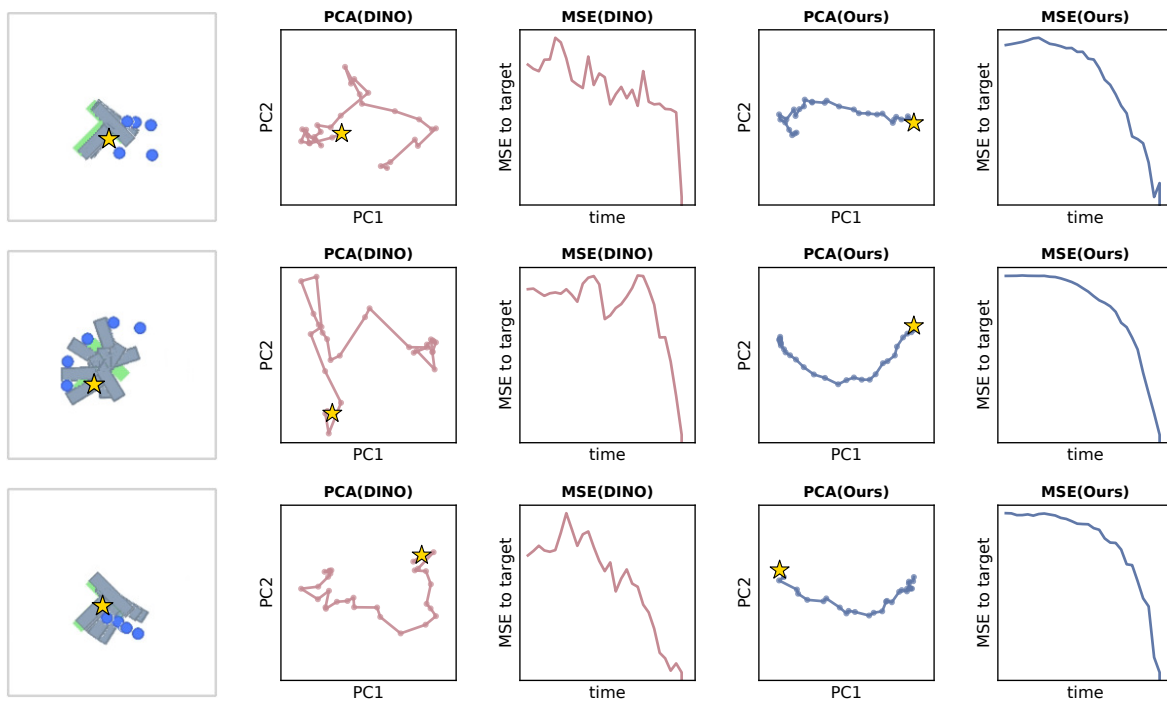 PCA(DINO) MSE(DINO) PCA(Ours) MSE(Ours)
PC2 MSE to target PC2 MSE to target
PC1 time PC1 time
PCA(DINO) MSE(DINO) PCA(Ours) MSE(Ours)
PC2 MSE to target PC2 MSE to target
PC1 time PC1 time
PCA(DINO) MSE(DINO) PCA(Ours) MSE(Ours)
PC2 MSE to target PC2 MSE to target
PC1 time PC1 time